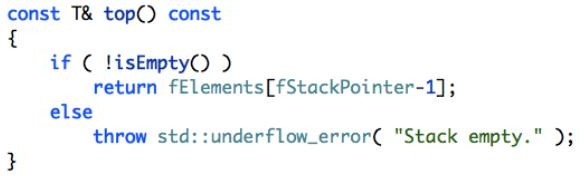 const T& top() const
{
    if ( !isEmpty() )
        return fElements[fStackPointer-1];
    else
        throw std::underflow_error( "Stack empty." );
}